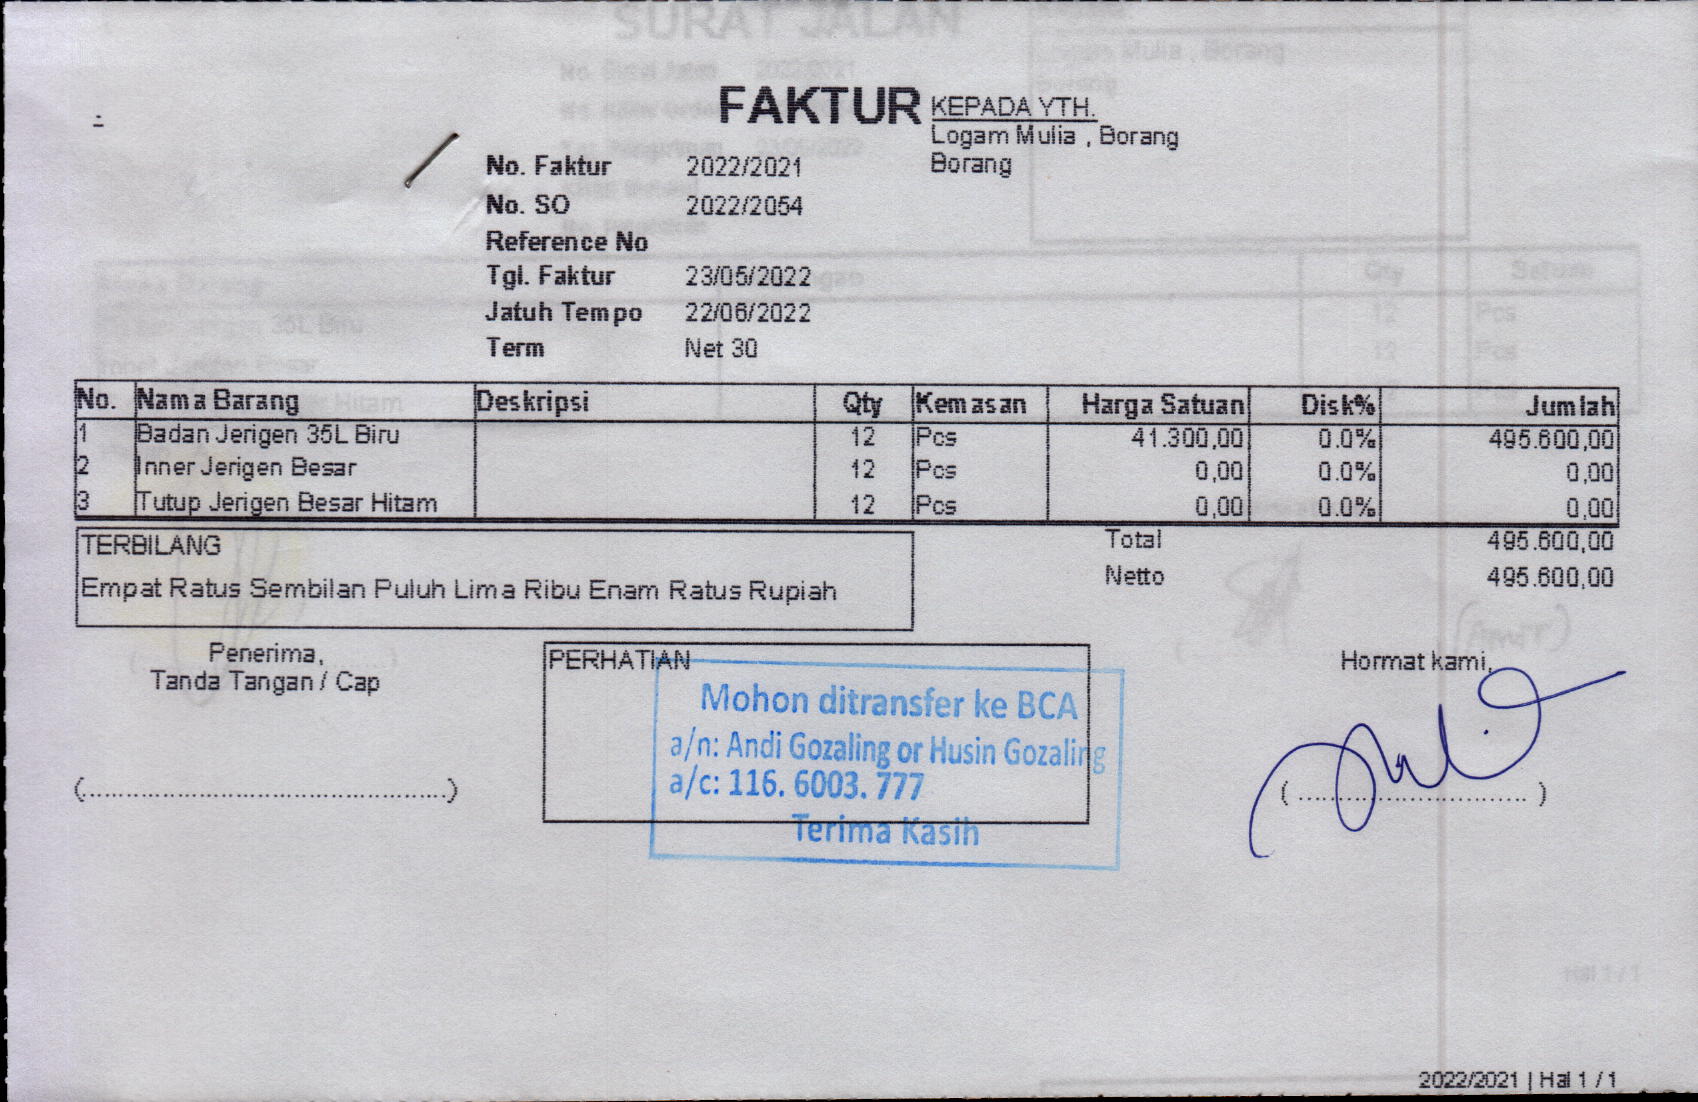 FAKTUR
KEPADA YTH.
Logam Mulia , Borang
Borang
No. Faktur 2022/2021
No. SO 2022/2054
Reference No
Tgl. Faktur 23/05/2022
Jatuh Tempo 22/06/2022
Term Net 30
No. Nama Barang Deskripsi Qty Kemasan Harga Satuan Disk% Jumlah
1 Badan Jerigen 35L Biru 12 Pcs 41.300,00 0.0% 495.600,00
2 Inner Jerigen Besar 12 Pcs 0,00 0.0% 0,00
3 Tutup Jerigen Besar Hitam 12 Pcs 0,00 0.0% 0,00
TERBILANG
Empat Ratus Sembilan Puluh Lima Ribu Enam Ratus Rupiah
Total 495.600,00
Netto 495.600,00
Penerima,
Tanda Tangan / Cap
(..............................................)
PERHATIAN
Mohon ditransfer ke BCA
a/n: Andi Gozaling or Husin Gozaling
a/c: 116. 6003. 777
Terima Kasih
Hormat kami,
( ............................. )
2022/2021 | Hal 1 / 1